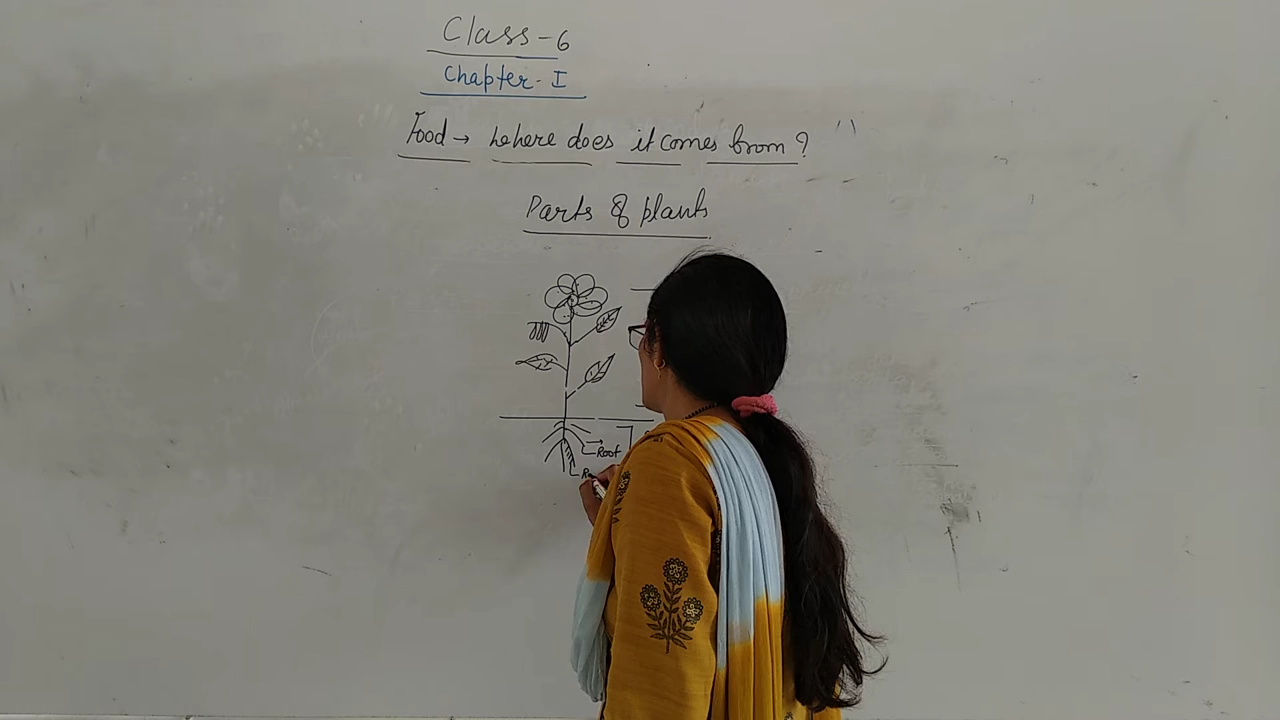 Class-6
Chapter-I
Food → where does it comes from? "
Parts of plants
Root